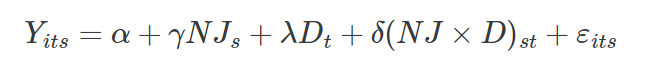 Y_{its} = α + γNJ_s + λD_t + δ(NJ × D)_{st} + ε_{its}